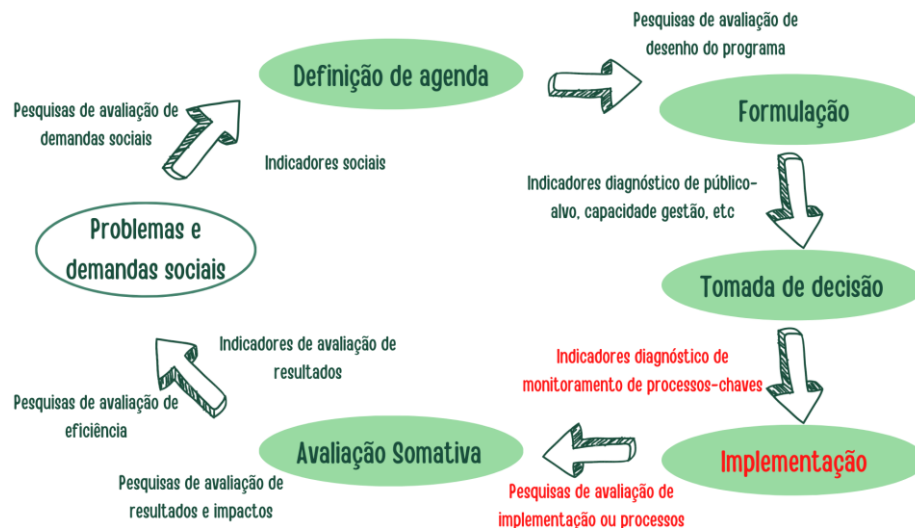 Pesquisas de avaliação de
desenho do programa
Definição de agenda
Formulação
Pesquisas de avaliação de
demandas sociais
Indicadores sociais
Indicadores diagnóstico de público-
alvo, capacidade gestão, etc
Problemas e
demandas sociais
Tomada de decisão
Indicadores de avaliação de
resultados
Indicadores diagnóstico de
monitoramento de processos-chaves
Pesquisas de avaliação de
eficiência
Avaliação Somativa
Implementação
Pesquisas de avaliação de
resultados e impactos
Pesquisas de avaliação de
implementação ou processos